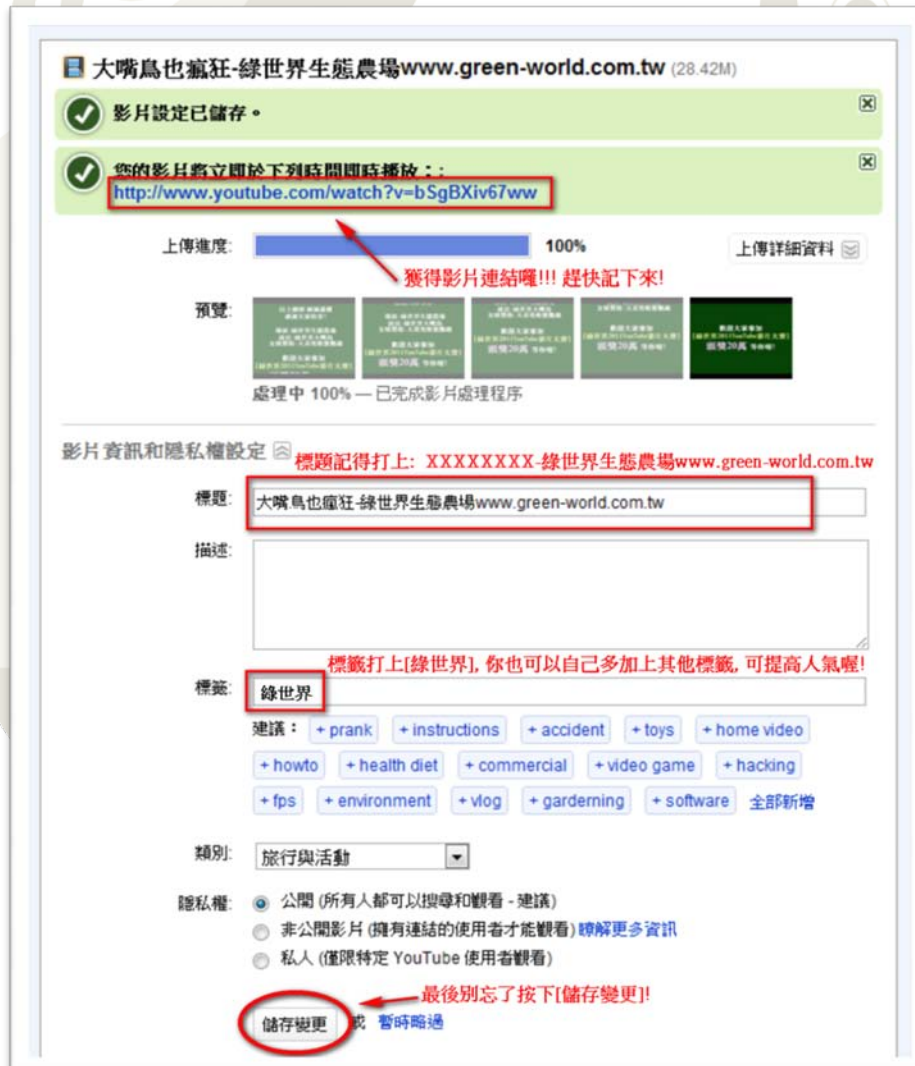 大嘴鳥也瘋狂-綠世界生態農場www.green-world.com.tw (28.42M)
影片設定已儲存。
您的影片將立即於下列時間即時播放：:
http://www.youtube.com/watch?v=bSgBXiv67ww
上傳進度: 100% 上傳詳細資料
獲得影片連結囉!!! 趕快記下來!
預覽:
處理中 100% — 已完成影片處理程序
影片資訊和隱私權設定
標題記得打上: XXXXXXXX-綠世界生態農場www.green-world.com.tw
標題: 大嘴鳥也瘋狂-綠世界生態農場www.green-world.com.tw
描述:
標籤打上[綠世界], 你也可以自己多加上其他標籤, 可提高人氣喔!
標籤: 綠世界
建議： + prank + instructions + accident + toys + home video
+ howto + health diet + commercial + video game + hacking
+ fps + environment + vlog + garderning + software 全部新增
類別: 旅行與活動
隱私權: 公開 (所有人都可以搜尋和觀看 - 建議)
非公開影片 (擁有連結的使用者才能觀看) 瞭解更多資訊
私人 (僅限特定 YouTube 使用者觀看)
最後別忘了按下[儲存變更]!
儲存變更 或 暫時略過